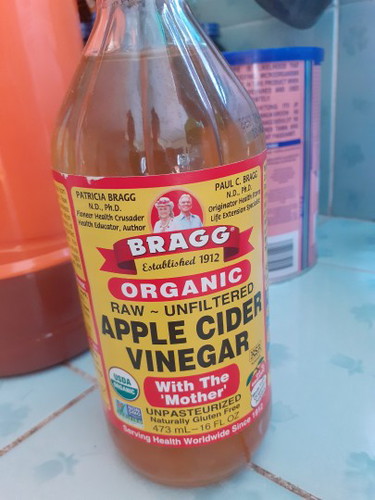 PATRICIA BRAGG
N.D., Ph.D.
Pioneer Health Crusader
Health Educator, Author
PAUL C. BRAGG
N.D., Ph.D.
Originator Health Stores
Life Extension Specialist
BRAGG
Established 1912
ORGANIC
RAW ~ UNFILTERED
APPLE CIDER
VINEGAR
USDA
ORGANIC
With The
'Mother'
UNPASTEURIZED
Naturally Gluten Free
473 mL - 16 FL OZ
Serving Health Worldwide Since 1912